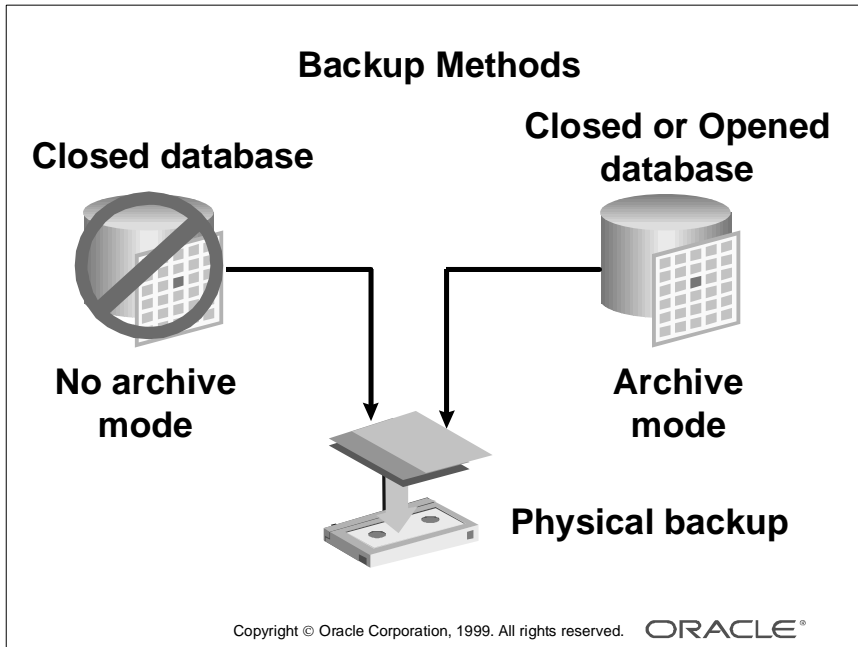 Backup Methods
Closed database
Closed or Opened
database
No archive
mode
Archive
mode
Physical backup
Copyright © Oracle Corporation, 1999. All rights reserved. ORACLE®